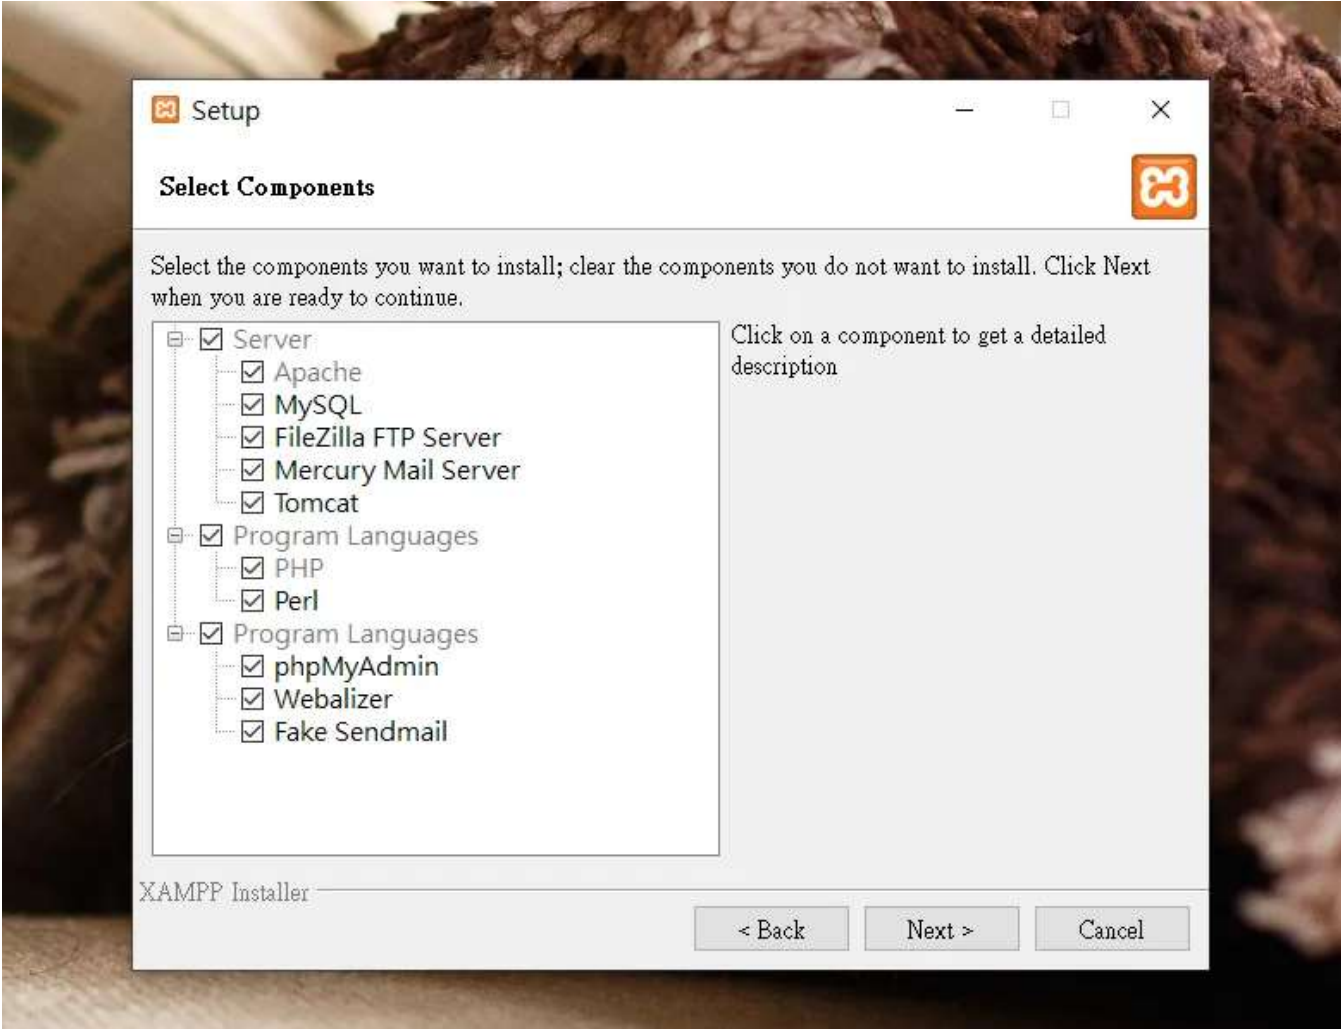 Setup
Select Components
Select the components you want to install; clear the components you do not want to install. Click Next
when you are ready to continue.
Server
Apache
MySQL
FileZilla FTP Server
Mercury Mail Server
Tomcat
Program Languages
PHP
Perl
Program Languages
phpMyAdmin
Webalizer
Fake Sendmail
Click on a component to get a detailed
description
XAMPP Installer
< Back
Next >
Cancel